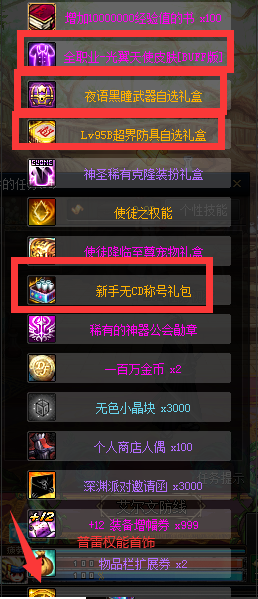 夜语黑瞳武器自选礼盒
Lv95B超界防具自选礼盒
神圣稀有克隆装扮礼盒
使徒之权能
个性技能
使徒降临至尊宠物礼盒
新手无CD称号礼包
稀有的神器公会勋章
一百万金币 x2
无色小晶块 x3000
个人商店人偶 x100
任务提示
深渊派对邀请函 x3000
艾尔文防线
+12 装备增幅券 x999
普雷权能首饰
物品栏扩展券 x2
100%